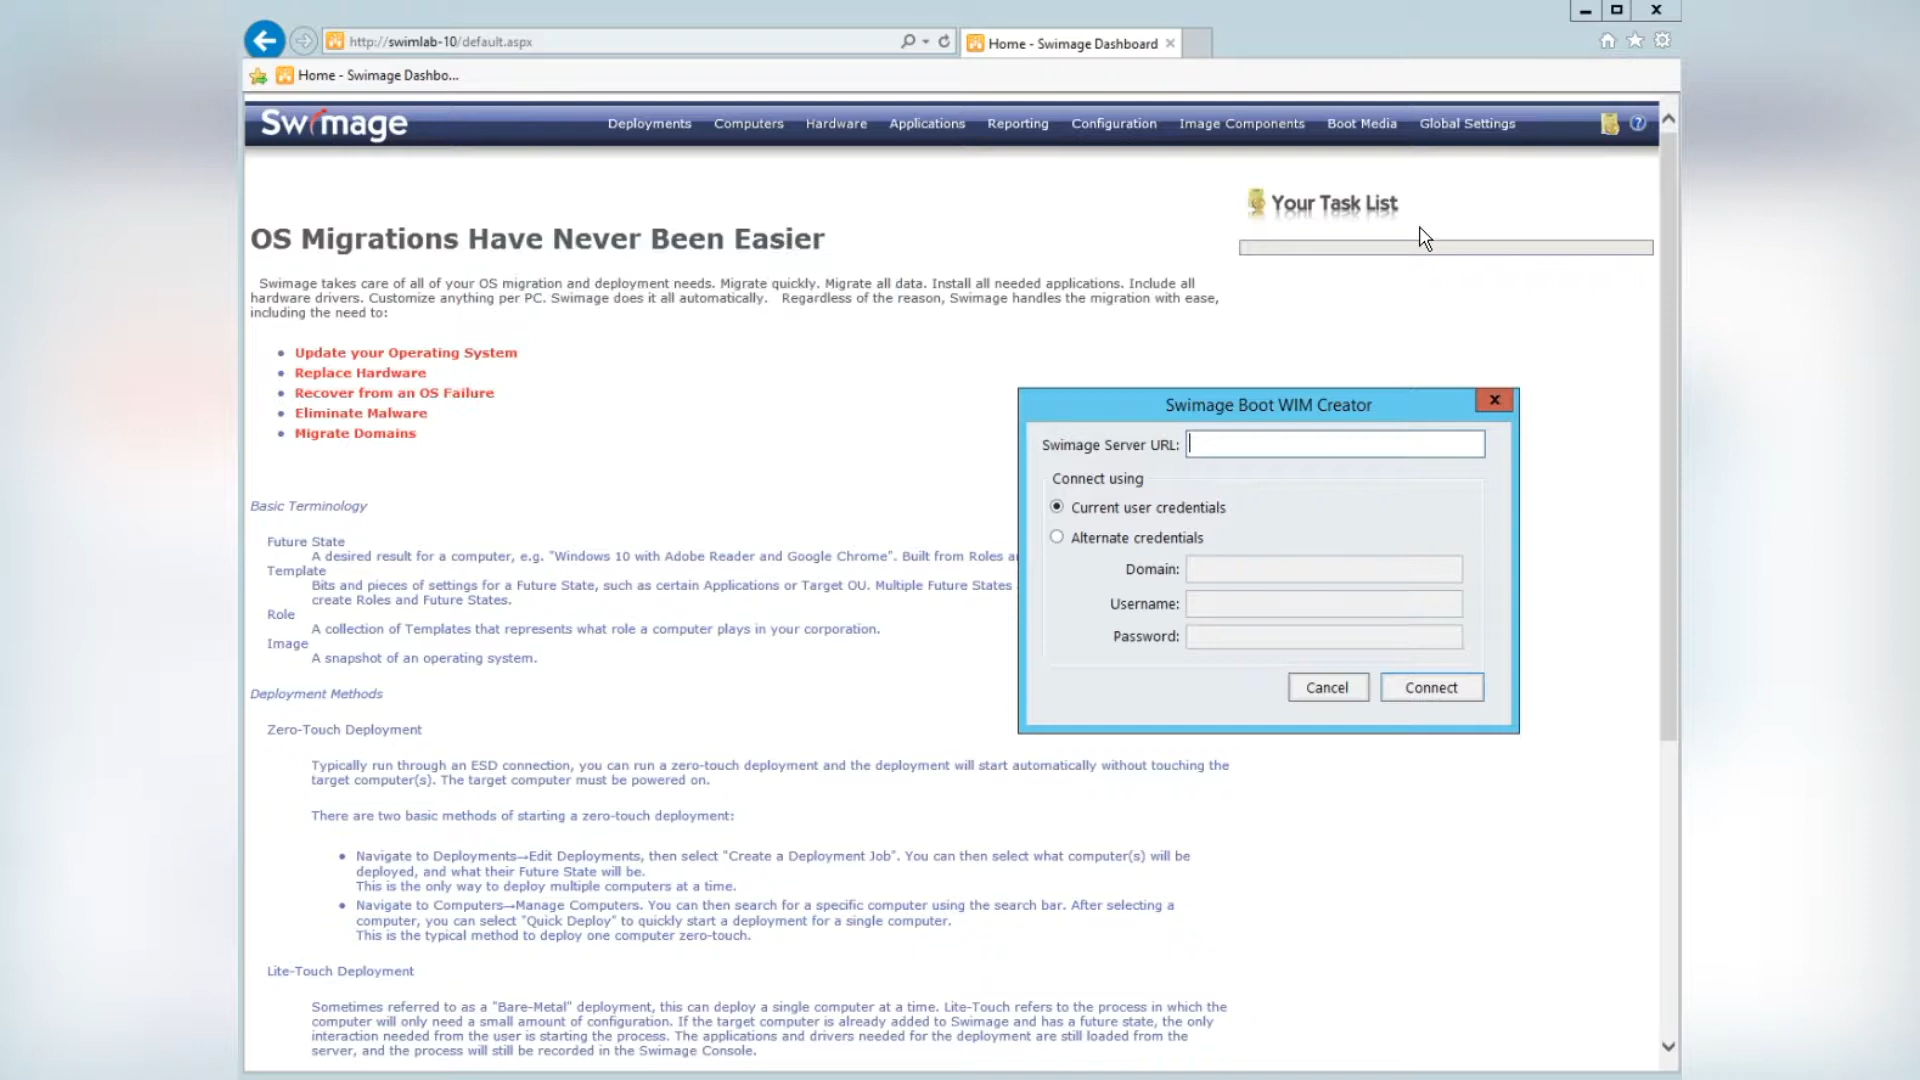 http://swimlab-10/default.aspx
Home - Swimage Dashboard
Home - Swimage Dashbo...
Swimage
Deployments Computers Hardware Applications Reporting Configuration Image Components Boot Media Global Settings
Your Task List
OS Migrations Have Never Been Easier
Swimage takes care of all of your OS migration and deployment needs. Migrate quickly. Migrate all data. Install all needed applications. Include all
hardware drivers. Customize anything per PC. Swimage does it all automatically. Regardless of the reason, Swimage handles the migration with ease,
including the need to:
Update your Operating System
Replace Hardware
Recover from an OS Failure
Eliminate Malware
Migrate Domains
Swimage Boot WIM Creator
Swimage Server URL:
Connect using
Current user credentials
Alternate credentials
Domain:
Username:
Password:
Cancel Connect
Basic Terminology
Future State
A desired result for a computer, e.g. "Windows 10 with Adobe Reader and Google Chrome". Built from Roles
Template
Bits and pieces of settings for a Future State, such as certain Applications or Target OU. Multiple Future States
create Roles and Future States.
Role
A collection of Templates that represents what role a computer plays in your corporation.
Image
A snapshot of an operating system.
Deployment Methods
Zero-Touch Deployment
Typically run through an ESD connection, you can run a zero-touch deployment and the deployment will start automatically without touching the
target computer(s). The target computer must be powered on.
There are two basic methods of starting a zero-touch deployment:
Navigate to Deployments→Edit Deployments, then select "Create a Deployment Job". You can then select what computer(s) will be
deployed, and what their Future State will be.
This is the only way to deploy multiple computers at a time.
Navigate to Computers→Manage Computers. You can then search for a specific computer using the search bar. After selecting a
computer, you can select "Quick Deploy" to quickly start a deployment for a single computer.
This is the typical method to deploy one computer zero-touch.
Lite-Touch Deployment
Sometimes referred to as a "Bare-Metal" deployment, this can deploy a single computer at a time. Lite-Touch refers to the process in which the
computer will only need a small amount of configuration. If the target computer is already added to Swimage and has a future state, the only
interaction needed from the user is starting the process. The applications and drivers needed for the deployment are still loaded from the
server, and the process will still be recorded in the Swimage Console.